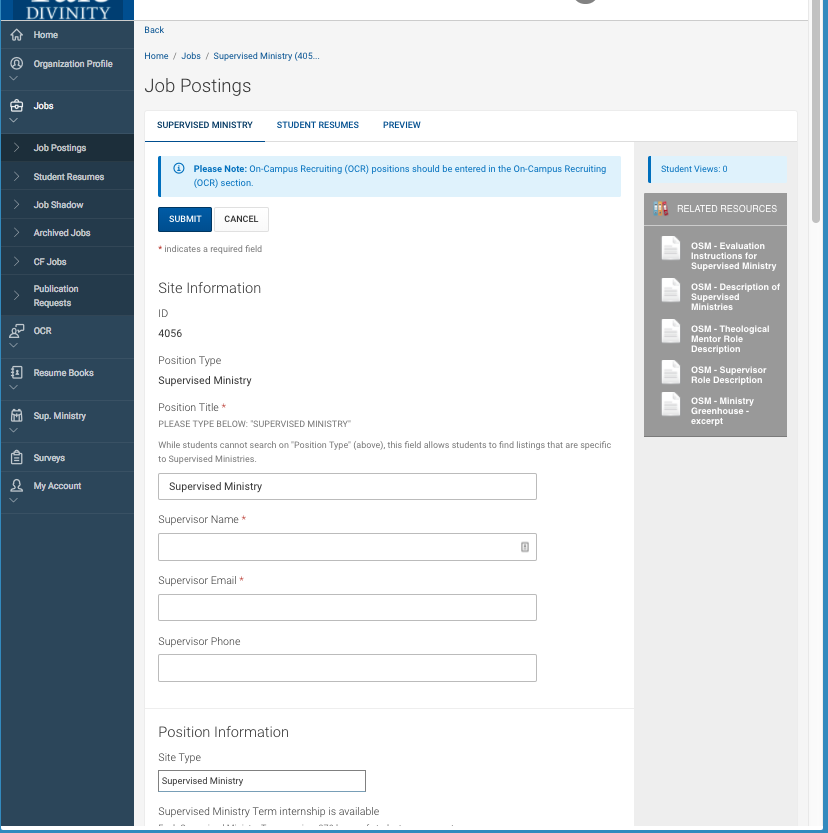 DIVINITY
Home
Organization Profile
Jobs
Job Postings
Student Resumes
Job Shadow
Archived Jobs
CF Jobs
Publication
Requests
OCR
Resume Books
Sup. Ministry
Surveys
My Account
Back
Home / Jobs / Supervised Ministry (405...
Job Postings
SUPERVISED MINISTRY STUDENT RESUMES PREVIEW
Please Note: On-Campus Recruiting (OCR) positions should be entered in the On-Campus Recruiting
(OCR) section.
SUBMIT CANCEL
* indicates a required field
Site Information
ID
4056
Position Type
Supervised Ministry
Position Title *
PLEASE TYPE BELOW: "SUPERVISED MINISTRY"
While students cannot search on "Position Type" (above), this field allows students to find listings that are specific
to Supervised Ministries.
Supervised Ministry
Supervisor Name *
Supervisor Email *
Supervisor Phone
Position Information
Site Type
Supervised Ministry
Supervised Ministry Term internship is available
Student Views: 0
RELATED RESOURCES
OSM - Evaluation
Instructions for
Supervised Ministry
OSM - Description of
Supervised
Ministries
OSM - Theological
Mentor Role
Description
OSM - Supervisor
Role Description
OSM - Ministry
Greenhouse -
excerpt